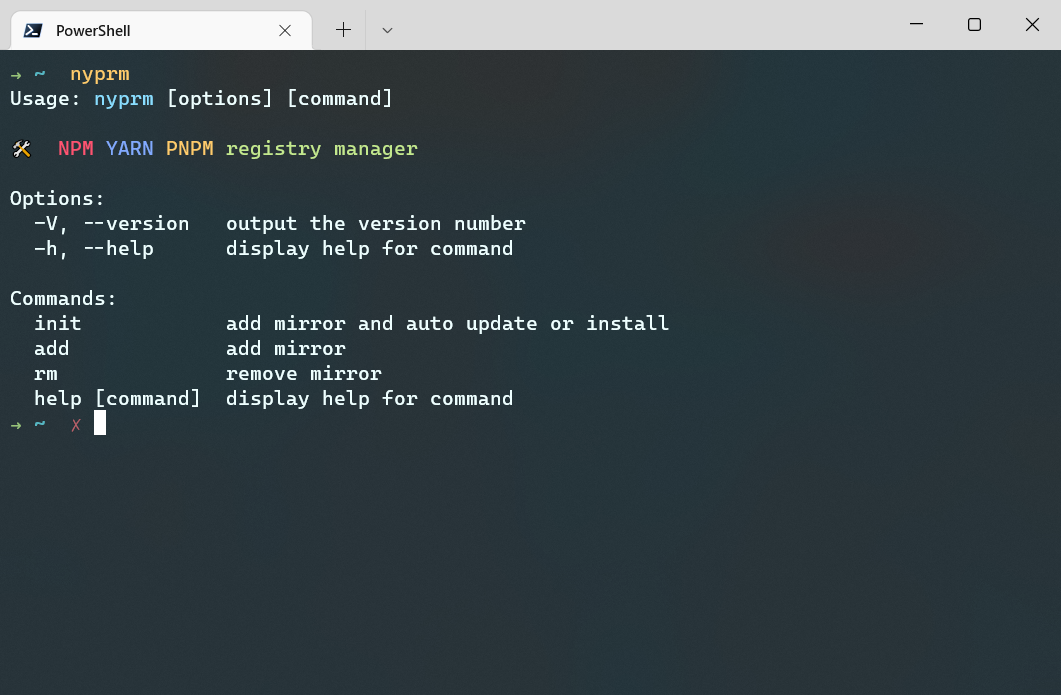 PowerShell
→ ~ nyprm
Usage: nyprm [options] [command]
🛠 NPM YARN PNPM registry manager
Options:
-V, --version output the version number
-h, --help display help for command
Commands:
init add mirror and auto update or install
add add mirror
rm remove mirror
help [command] display help for command
→ ~ ✗